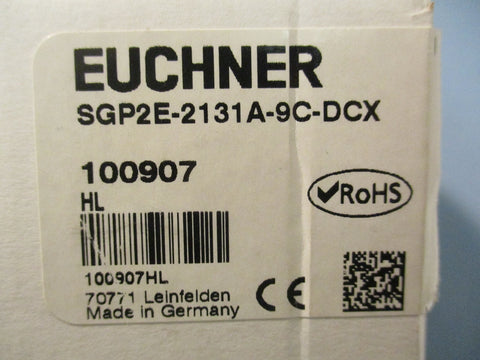 EUCHNER
SGP2E-2131A-9C-DCX
100907
HL
✓RoHS
100907HL
70771 Leinfelden
Made in Germany
CE